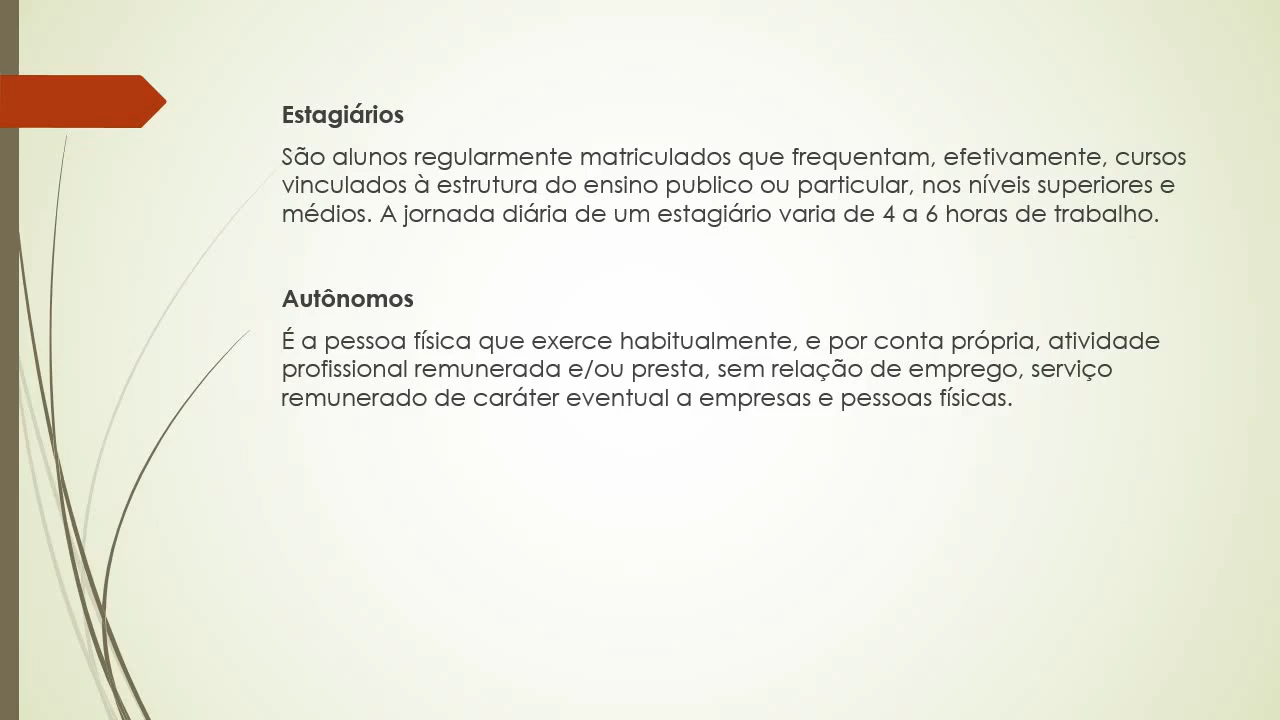 Estagiários
São alunos regularmente matriculados que frequentam, efetivamente, cursos
vinculados à estrutura do ensino publico ou particular, nos níveis superiores e
médios. A jornada diária de um estagiário varia de 4 a 6 horas de trabalho.
Autônomos
É a pessoa física que exerce habitualmente, e por conta própria, atividade
profissional remunerada e/ou presta, sem relação de emprego, serviço
remunerado de caráter eventual a empresas e pessoas físicas.